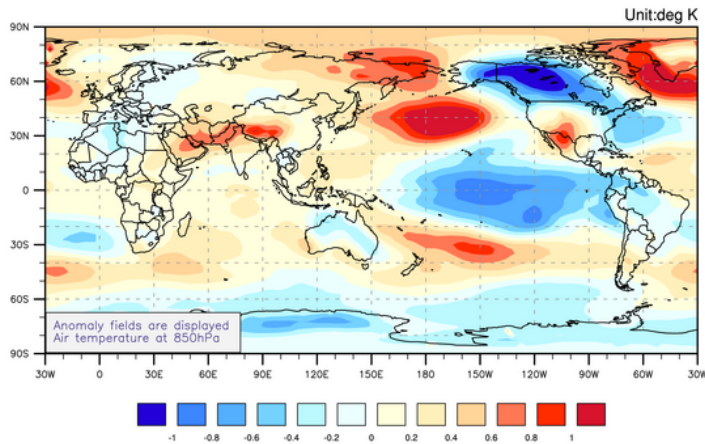 Unit:deg K
90N
60N
30N
0
30S
60S
90S
Anomaly fields are displayed
Air temperature at 850hPa
30W 0 30E 60E 90E 120E 150E 180 150W 120W 90W 60W 30W
-1 -0.8 -0.6 -0.4 -0.2 0 0.2 0.4 0.6 0.8 1